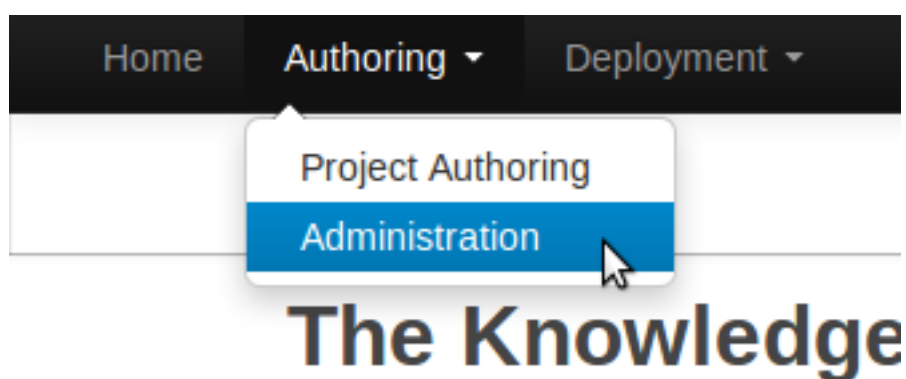 Home Authoring Deployment
Project Authoring
Administration
The Knowledge